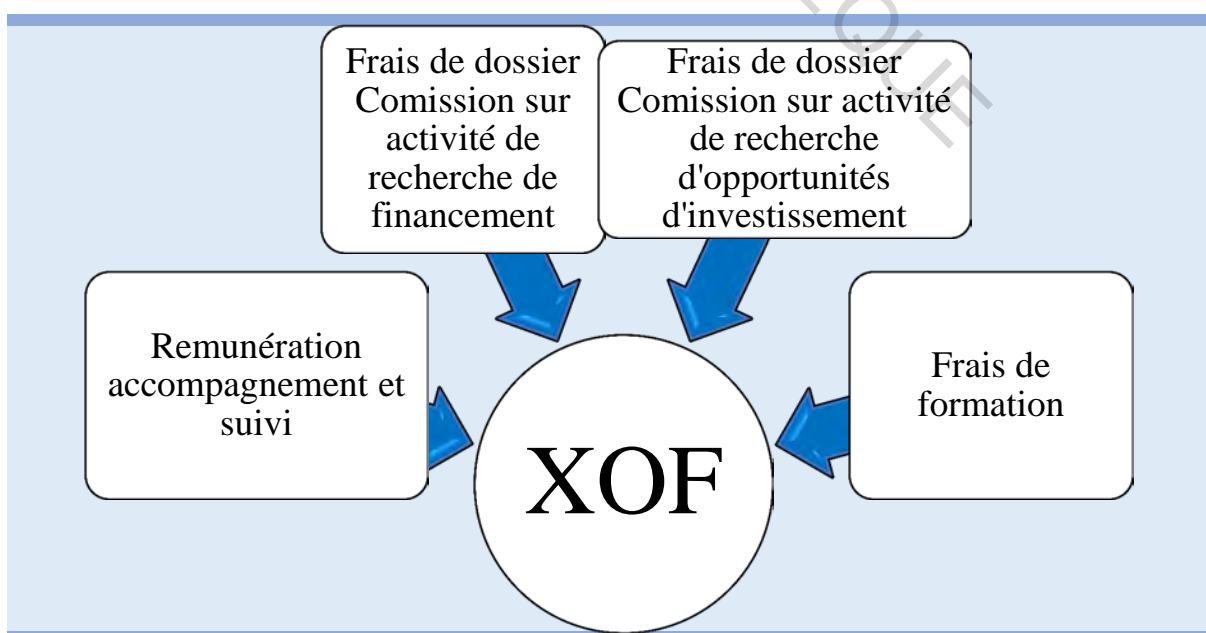 Frais de dossier
Comission sur
activité de
recherche de
financement
Frais de dossier
Comission sur activité
de recherche
d'opportunités
d'investissement
Remunération
accompagnement et
suivi
Frais de
formation
XOF